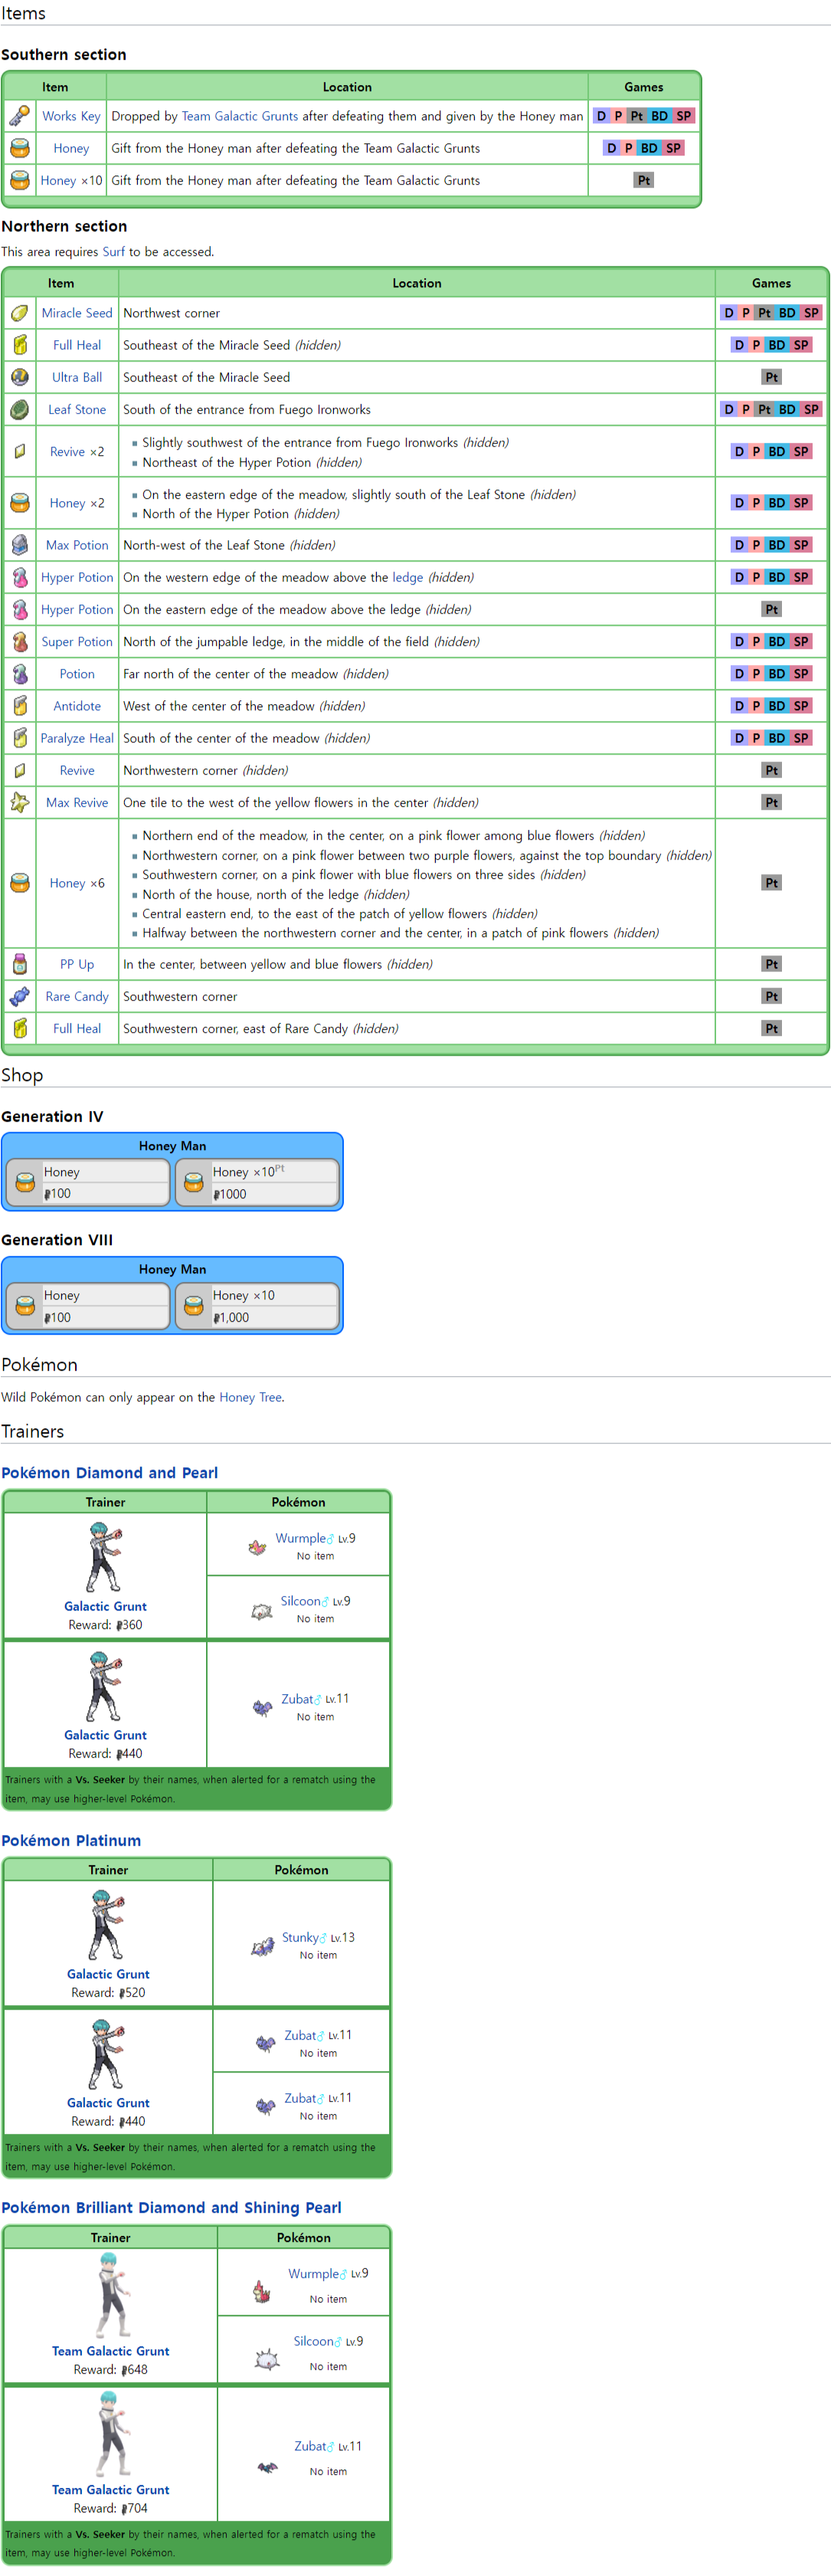 Items
Southern section
Item Location Games
Works Key Dropped by Team Galactic Grunts after defeating them and given by the Honey man D P Pt BD SP
Honey Gift from the Honey man after defeating the Team Galactic Grunts D P BD SP
Honey ×10 Gift from the Honey man after defeating the Team Galactic Grunts Pt
Northern section
This area requires Surf to be accessed.
Item Location Games
Miracle Seed Northwest corner D P Pt BD SP
Full Heal Southeast of the Miracle Seed (hidden) D P BD SP
Ultra Ball Southeast of the Miracle Seed Pt
Leaf Stone South of the entrance from Fuego Ironworks D P Pt BD SP
Revive ×2 D P BD SP
Slightly southwest of the entrance from Fuego Ironworks (hidden)
Northeast of the Hyper Potion (hidden)
Honey ×2 D P BD SP
On the eastern edge of the meadow, slightly south of the Leaf Stone (hidden)
North of the Hyper Potion (hidden)
Max Potion North-west of the Leaf Stone (hidden) D P BD SP
Hyper Potion On the western edge of the meadow above the ledge (hidden) D P BD SP
Hyper Potion On the eastern edge of the meadow above the ledge (hidden) Pt
Super Potion North of the jumpable ledge, in the middle of the field (hidden) D P BD SP
Potion Far north of the center of the meadow (hidden) D P BD SP
Antidote West of the center of the meadow (hidden) D P BD SP
Paralyze Heal South of the center of the meadow (hidden) D P BD SP
Revive Northwestern corner (hidden) Pt
Max Revive One tile to the west of the yellow flowers in the center (hidden) Pt
Honey ×6 Pt
Northern end of the meadow, in the center, on a pink flower among blue flowers (hidden)
Northwestern corner, on a pink flower between two purple flowers, against the top boundary (hidden)
Southwestern corner, on a pink flower with blue flowers on three sides (hidden)
North of the house, north of the ledge (hidden)
Central eastern end, to the east of the patch of yellow flowers (hidden)
Halfway between the northwestern corner and the center, in a patch of pink flowers (hidden)
PP Up In the center, between yellow and blue flowers (hidden) Pt
Rare Candy Southwestern corner Pt
Full Heal Southwestern corner, east of Rare Candy (hidden) Pt
Shop
Generation IV
Honey Man
Honey Honey ×10Pt
100 1000
Generation VIII
Honey Man
Honey Honey ×10
100 1,000
Pokémon
Wild Pokémon can only appear on the Honey Tree.
Trainers
Pokémon Diamond and Pearl
Trainer Pokémon
Wurmple♂ Lv.9
No item
Silcoon♂ Lv.9
No item
Galactic Grunt
Reward: 360
Zubat♂ Lv.11
No item
Galactic Grunt
Reward: 440
Trainers with a Vs. Seeker by their names, when alerted for a rematch using the
item, may use higher-level Pokémon.
Pokémon Platinum
Trainer Pokémon
Stunky♂ Lv.13
No item
Galactic Grunt
Reward: 520
Zubat♂ Lv.11
No item
Zubat♂ Lv.11
No item
Galactic Grunt
Reward: 440
Trainers with a Vs. Seeker by their names, when alerted for a rematch using the
item, may use higher-level Pokémon.
Pokémon Brilliant Diamond and Shining Pearl
Trainer Pokémon
Wurmple♂ Lv.9
No item
Silcoon♂ Lv.9
No item
Team Galactic Grunt
Reward: 648
Zubat♂ Lv.11
No item
Team Galactic Grunt
Reward: 704
Trainers with a Vs. Seeker by their names, when alerted for a rematch using the
item, may use higher-level Pokémon.